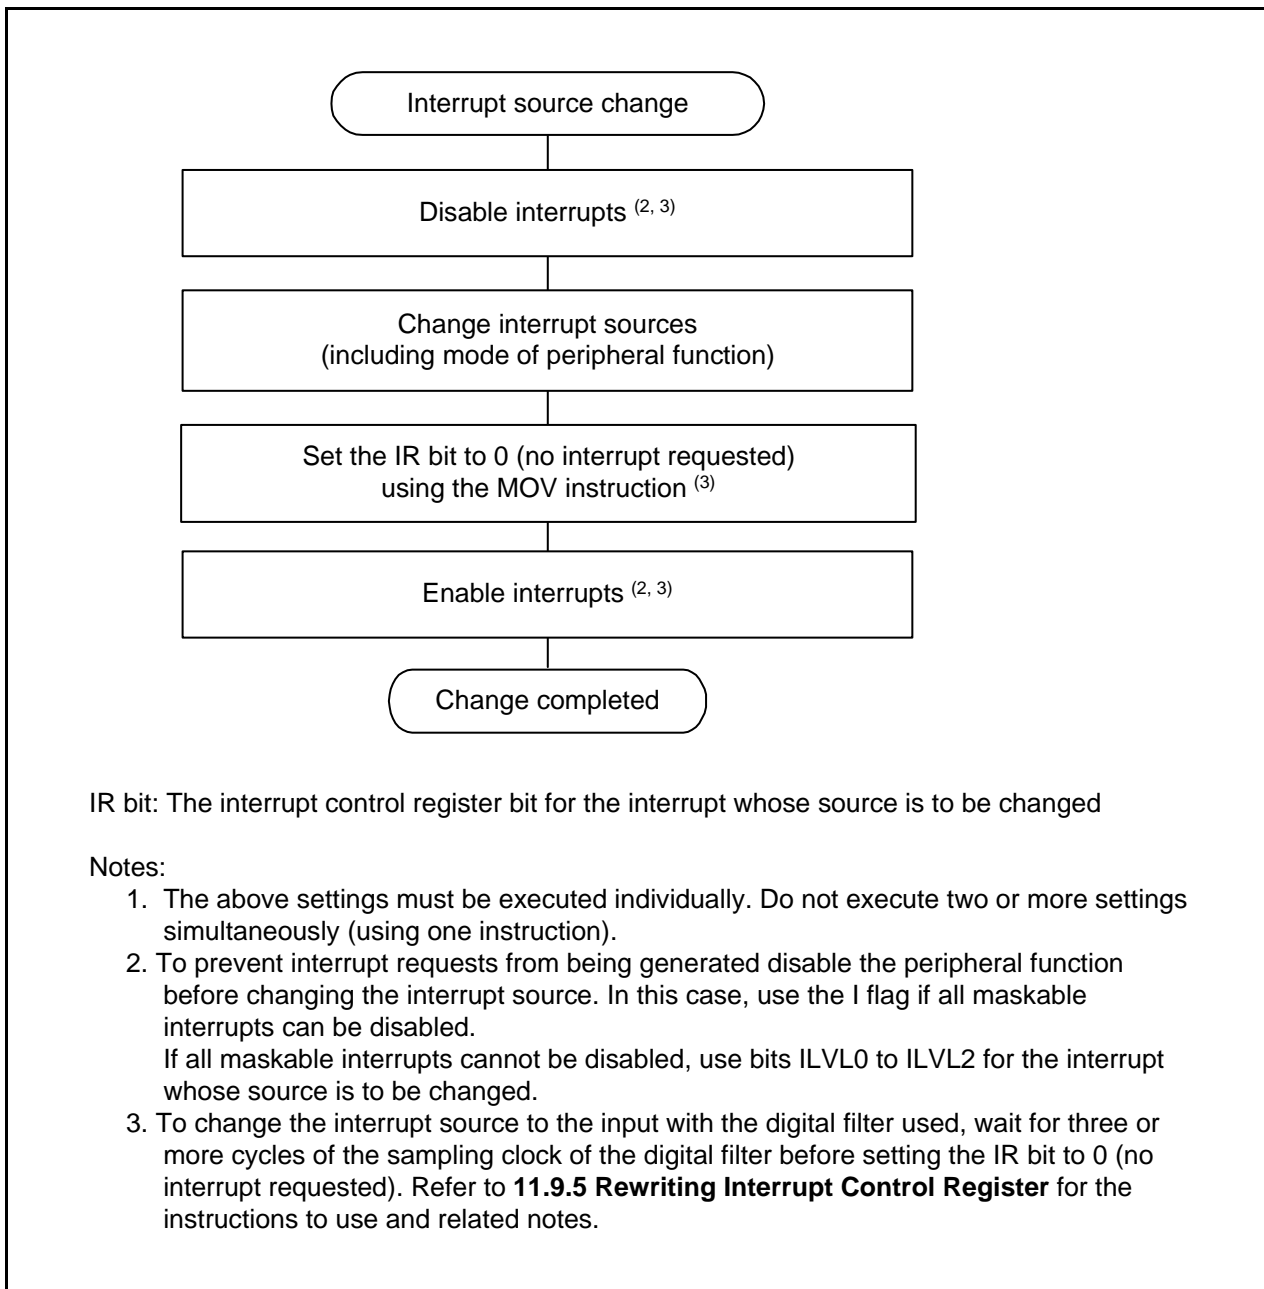 Interrupt source change
Disable interrupts (2, 3)
Change interrupt sources
(including mode of peripheral function)
Set the IR bit to 0 (no interrupt requested)
using the MOV instruction (3)
Enable interrupts (2, 3)
Change completed
IR bit: The interrupt control register bit for the interrupt whose source is to be changed
Notes:
1. The above settings must be executed individually. Do not execute two or more settings
simultaneously (using one instruction).
2. To prevent interrupt requests from being generated disable the peripheral function
before changing the interrupt source. In this case, use the I flag if all maskable
interrupts can be disabled.
If all maskable interrupts cannot be disabled, use bits ILVL0 to ILVL2 for the interrupt
whose source is to be changed.
3. To change the interrupt source to the input with the digital filter used, wait for three or
more cycles of the sampling clock of the digital filter before setting the IR bit to 0 (no
interrupt requested). Refer to 11.9.5 Rewriting Interrupt Control Register for the
instructions to use and related notes.